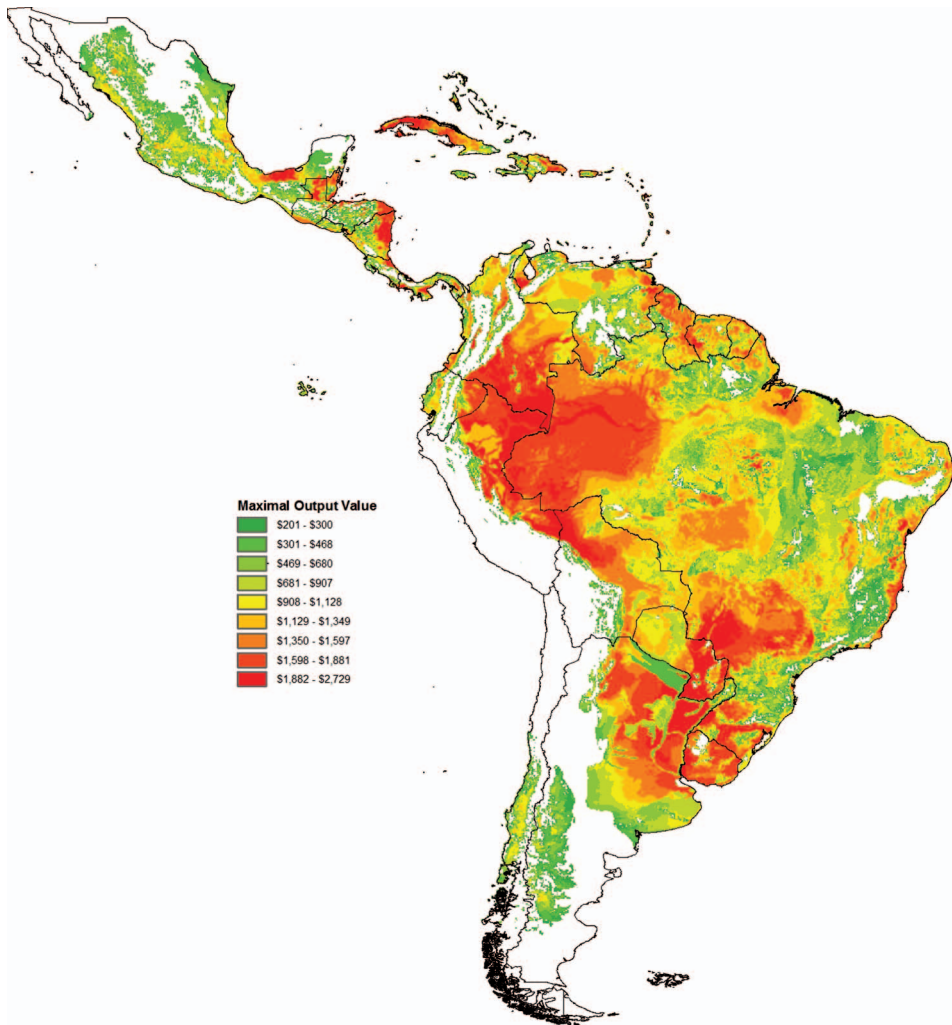 Maximal Output Value
$201 - $300
$301 - $468
$469 - $680
$681 - $907
$908 - $1,128
$1,129 - $1,349
$1,350 - $1,597
$1,598 - $1,881
$1,882 - $2,729